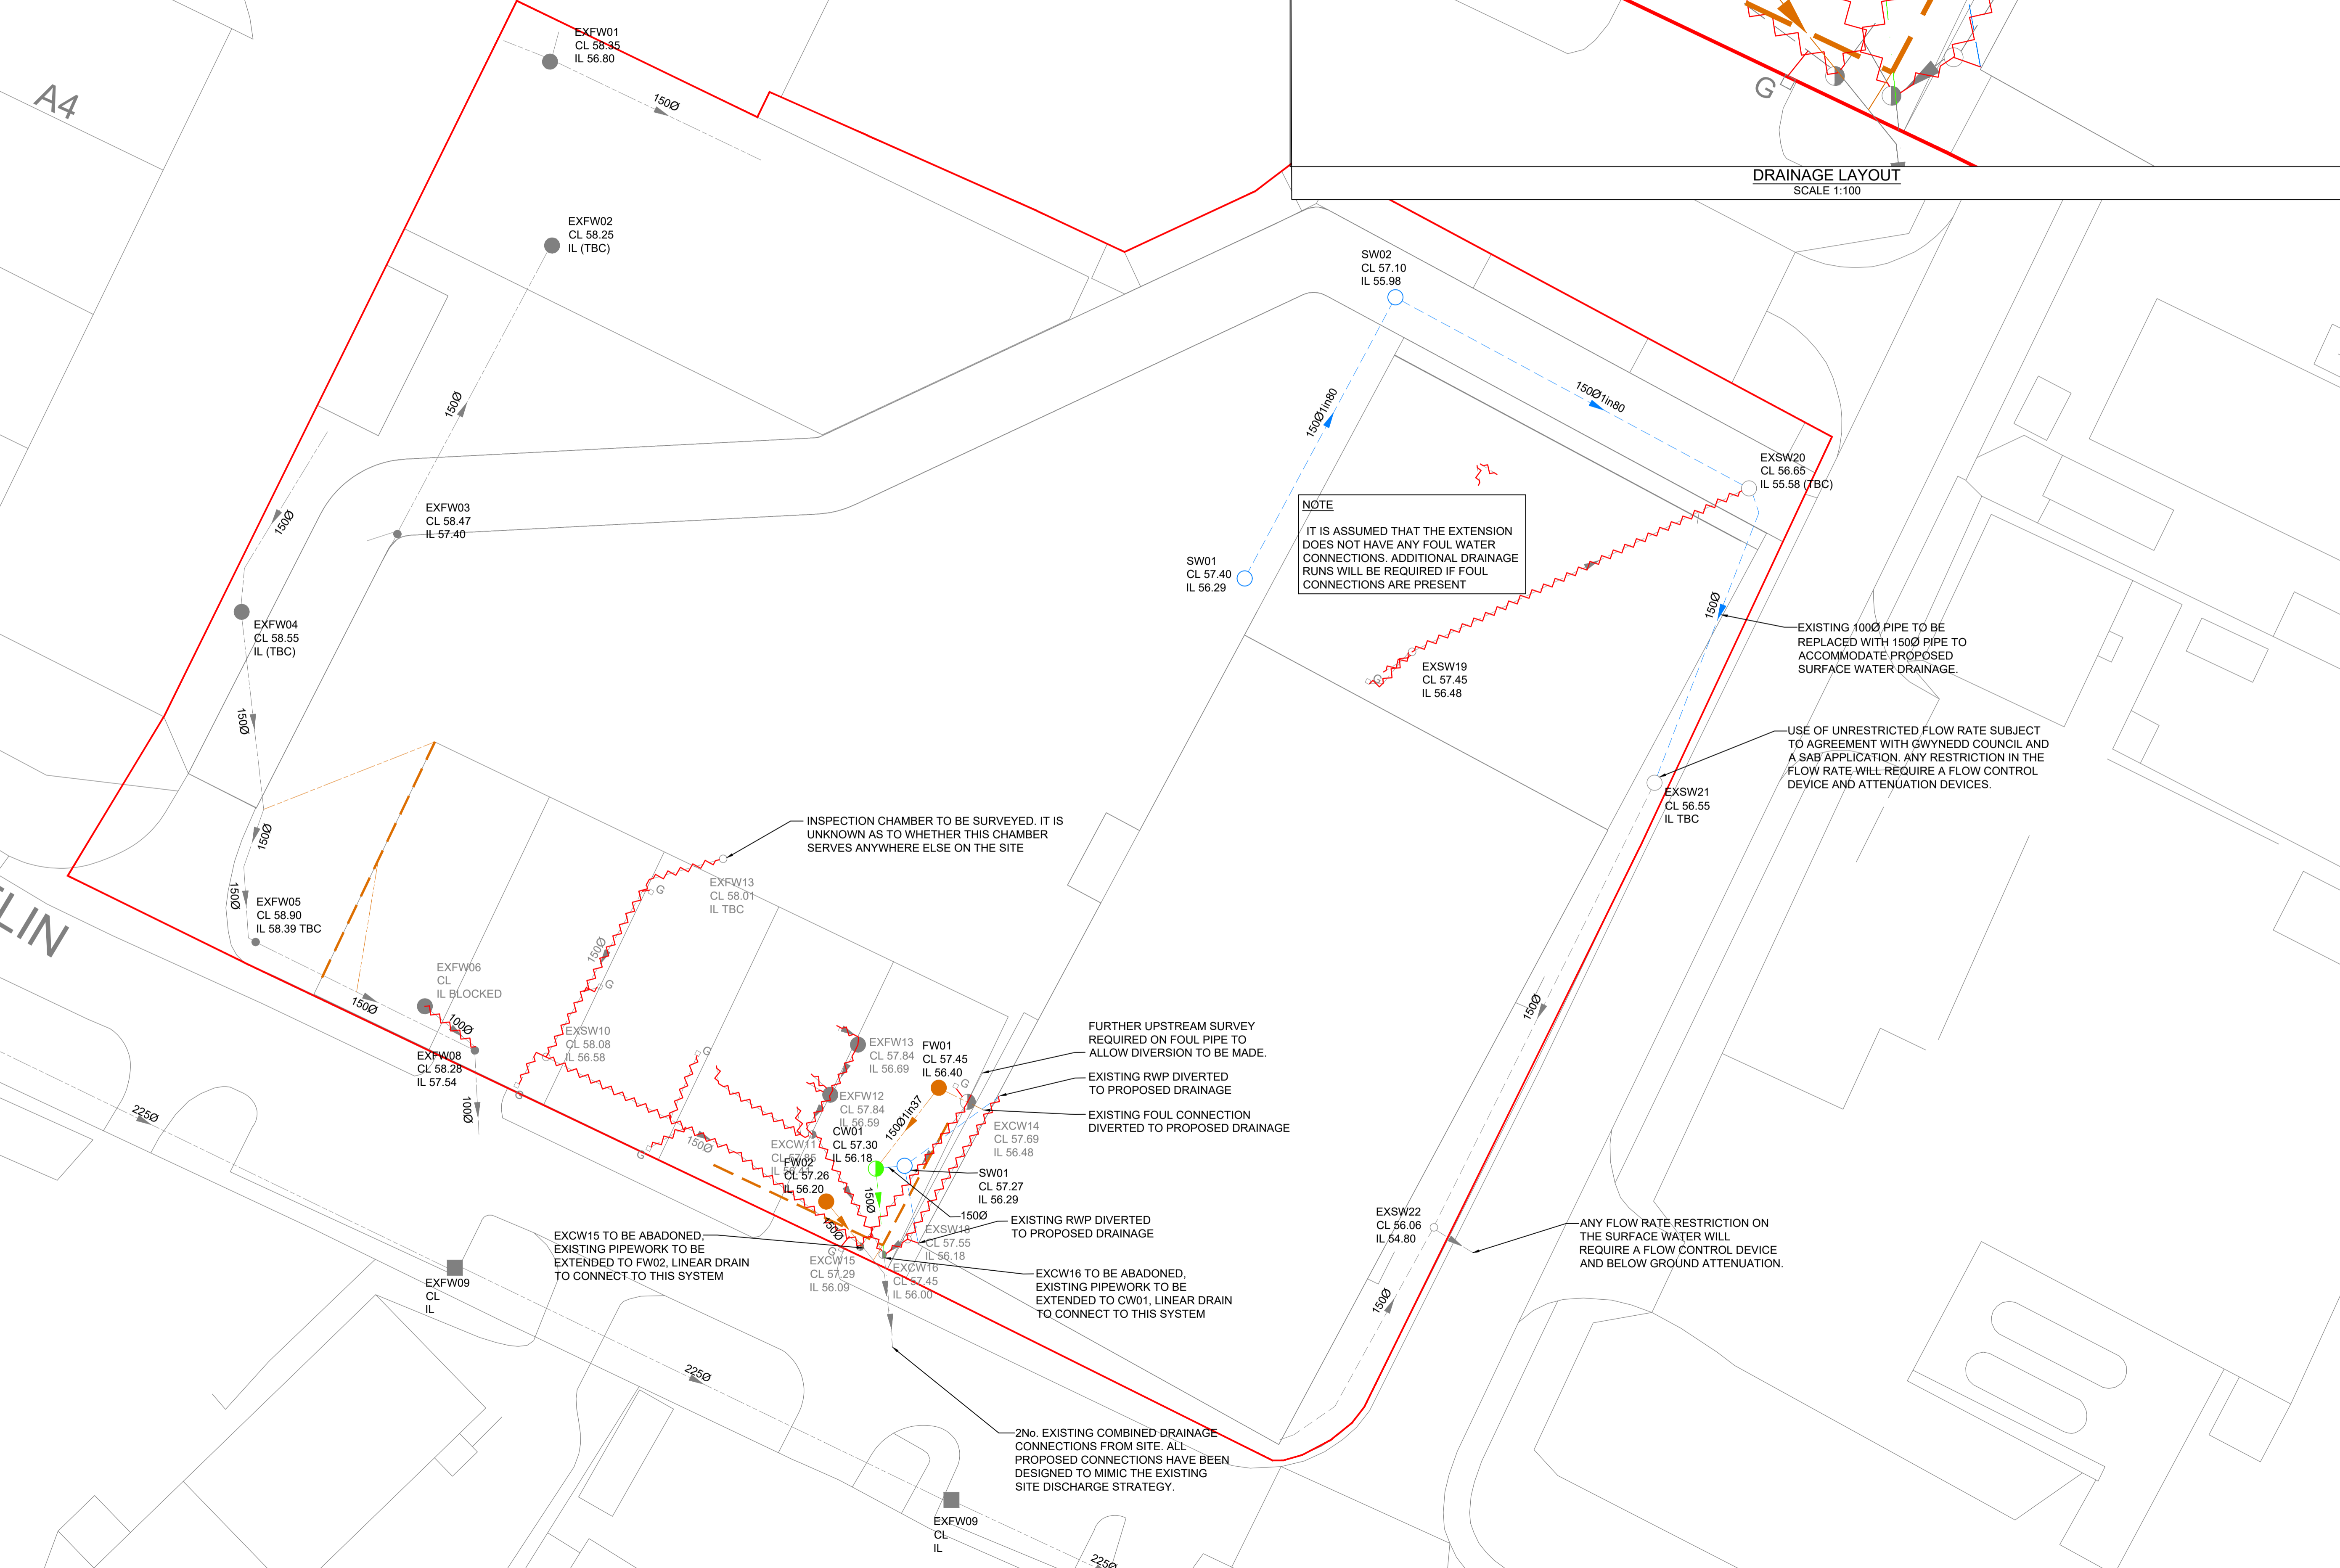 A4
EXFW01
CL 58.35
IL 56.80
150Ø
G
DRAINAGE LAYOUT
SCALE 1:100
EXFW02
CL 58.25
IL (TBC)
150Ø
SW02
CL 57.10
IL 55.98
150Ø1in80
150Ø1in80
EXFW03
CL 58.47
IL 57.40
150Ø
EXSW20
CL 56.65
IL 55.58 (TBC)
NOTE
IT IS ASSUMED THAT THE EXTENSION
DOES NOT HAVE ANY FOUL WATER
CONNECTIONS. ADDITIONAL DRAINAGE
RUNS WILL BE REQUIRED IF FOUL
CONNECTIONS ARE PRESENT
SW01
CL 57.40
IL 56.29
EXFW04
CL 58.55
IL (TBC)
150Ø
EXISTING 100Ø PIPE TO BE
REPLACED WITH 150Ø PIPE TO
ACCOMMODATE PROPOSED
SURFACE WATER DRAINAGE.
G
EXSW19
CL 57.45
IL 56.48
150Ø
USE OF UNRESTRICTED FLOW RATE SUBJECT
TO AGREEMENT WITH GWYNEDD COUNCIL AND
A SAB APPLICATION. ANY RESTRICTION IN THE
FLOW RATE WILL REQUIRE A FLOW CONTROL
DEVICE AND ATTENUATION DEVICES.
EXSW21
CL 56.55
IL TBC
INSPECTION CHAMBER TO BE SURVEYED. IT IS
UNKNOWN AS TO WHETHER THIS CHAMBER
SERVES ANYWHERE ELSE ON THE SITE
150Ø
150Ø
EXFW13
CL 58.01
IL TBC
G
EXFW05
CL 58.90
IL 58.39 TBC
LIN
150Ø
EXFW06
CL
IL BLOCKED
G
150Ø
100Ø
150Ø
EXFW08
CL 58.28
IL 57.54
EXSW10
CL 58.08
IL 56.58
G
G
100Ø
225Ø
EXFW13
CL 57.84
IL 56.69
FW01
CL 57.45
IL 56.40
G
FURTHER UPSTREAM SURVEY
REQUIRED ON FOUL PIPE TO
ALLOW DIVERSION TO BE MADE.
EXISTING RWP DIVERTED
TO PROPOSED DRAINAGE
EXISTING FOUL CONNECTION
DIVERTED TO PROPOSED DRAINAGE
EXFW12
CL 57.84
IL 56.59
150Ø1in37
EXCW14
CL 57.69
IL 56.48
CW01
CL 57.30
IL 56.18
EXCW11
CL 57.85
G
150Ø
FW02
CL 57.26
IL 56.20
150Ø
SW01
CL 57.27
IL 56.29
150Ø
EXISTING RWP DIVERTED
TO PROPOSED DRAINAGE
EXSW18
CL 57.55
IL 56.18
150Ø
G
EXCW15 TO BE ABADONED,
EXISTING PIPEWORK TO BE
EXTENDED TO FW02, LINEAR DRAIN
TO CONNECT TO THIS SYSTEM
EXCW15
CL 57.29
IL 56.09
EXCW16
CL 57.45
IL 56.00
EXCW16 TO BE ABADONED,
EXISTING PIPEWORK TO BE
EXTENDED TO CW01, LINEAR DRAIN
TO CONNECT TO THIS SYSTEM
EXSW22
CL 56.06
IL 54.80
ANY FLOW RATE RESTRICTION ON
THE SURFACE WATER WILL
REQUIRE A FLOW CONTROL DEVICE
AND BELOW GROUND ATTENUATION.
150Ø
150Ø
EXFW09
CL
IL
225Ø
2No. EXISTING COMBINED DRAINAGE
CONNECTIONS FROM SITE. ALL
PROPOSED CONNECTIONS HAVE BEEN
DESIGNED TO MIMIC THE EXISTING
SITE DISCHARGE STRATEGY.
EXFW09
CL
IL
225Ø